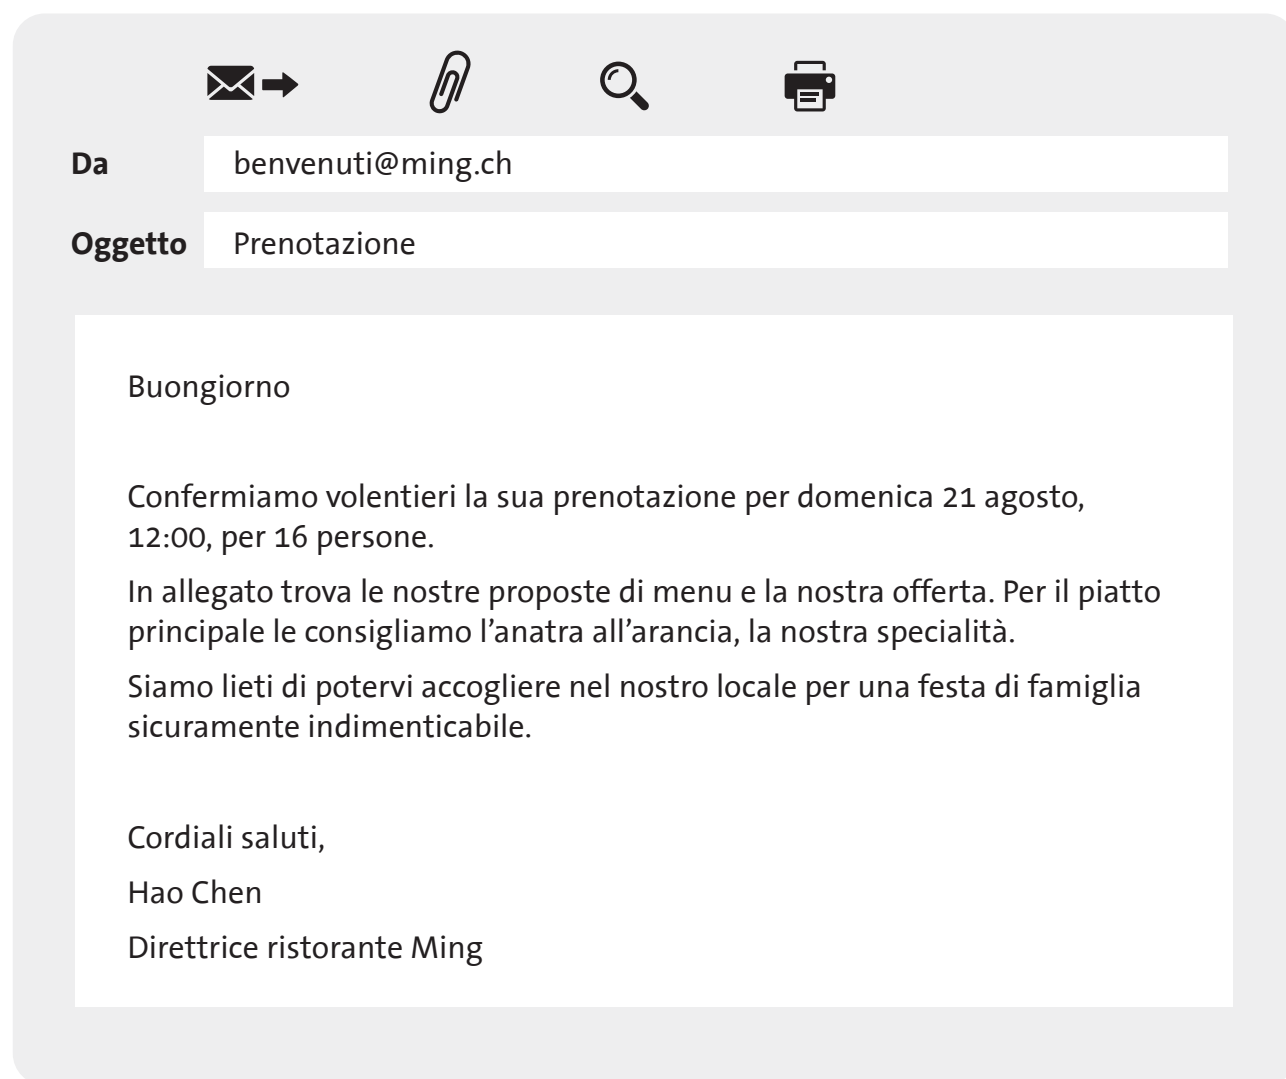 Da benvenuti@ming.ch
Oggetto Prenotazione
Buongiorno
Confermiamo volentieri la sua prenotazione per domenica 21 agosto,
12:00, per 16 persone.
In allegato trova le nostre proposte di menu e la nostra offerta. Per il piatto
principale le consigliamo l’anatra all’arancia, la nostra specialità.
Siamo lieti di potervi accogliere nel nostro locale per una festa di famiglia
sicuramente indimenticabile.
Cordiali saluti,
Hao Chen
Direttrice ristorante Ming